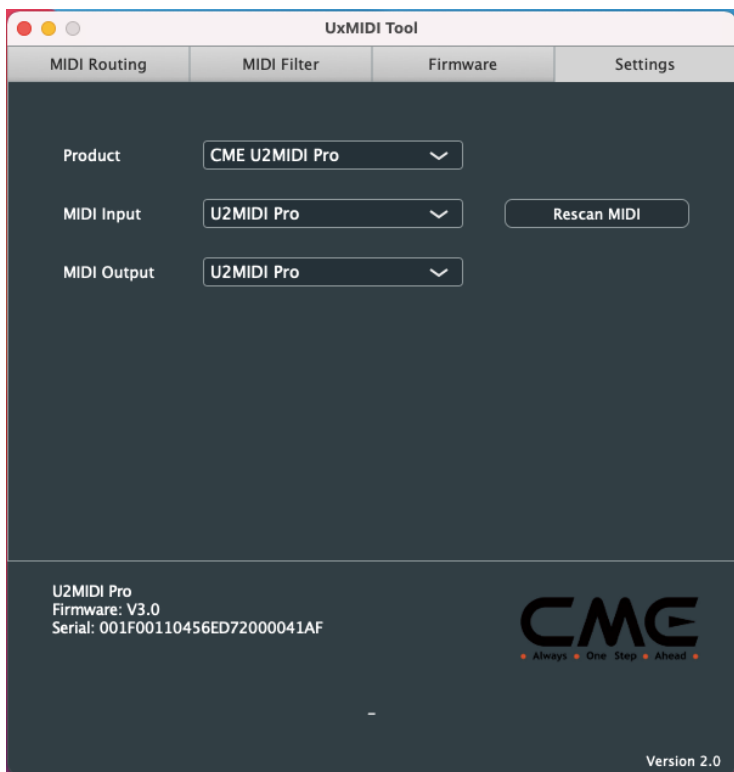 UxMIDI Tool
MIDI Routing MIDI Filter Firmware Settings
Product CME U2MIDI Pro
MIDI Input U2MIDI Pro Rescan MIDI
MIDI Output U2MIDI Pro
U2MIDI Pro
Firmware: V3.0
Serial: 001F00110456ED72000041AF
CME
• Always • One Step • Ahead •
–
Version 2.0